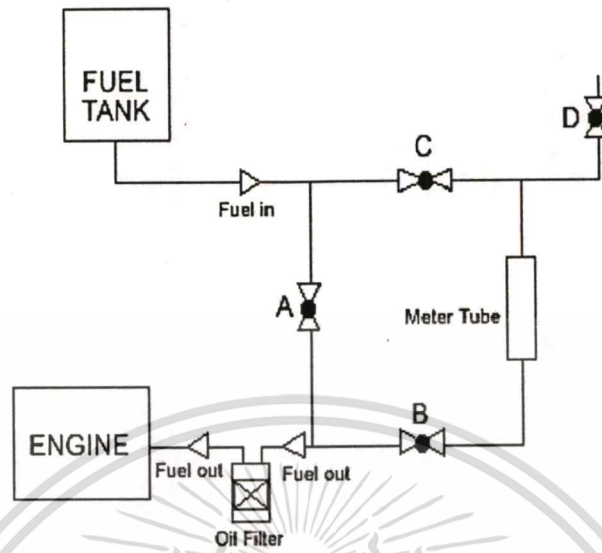 FUEL
TANK
D
C
Fuel in
A
Meter Tube
B
ENGINE
Fuel out
Fuel out
Oil Filter